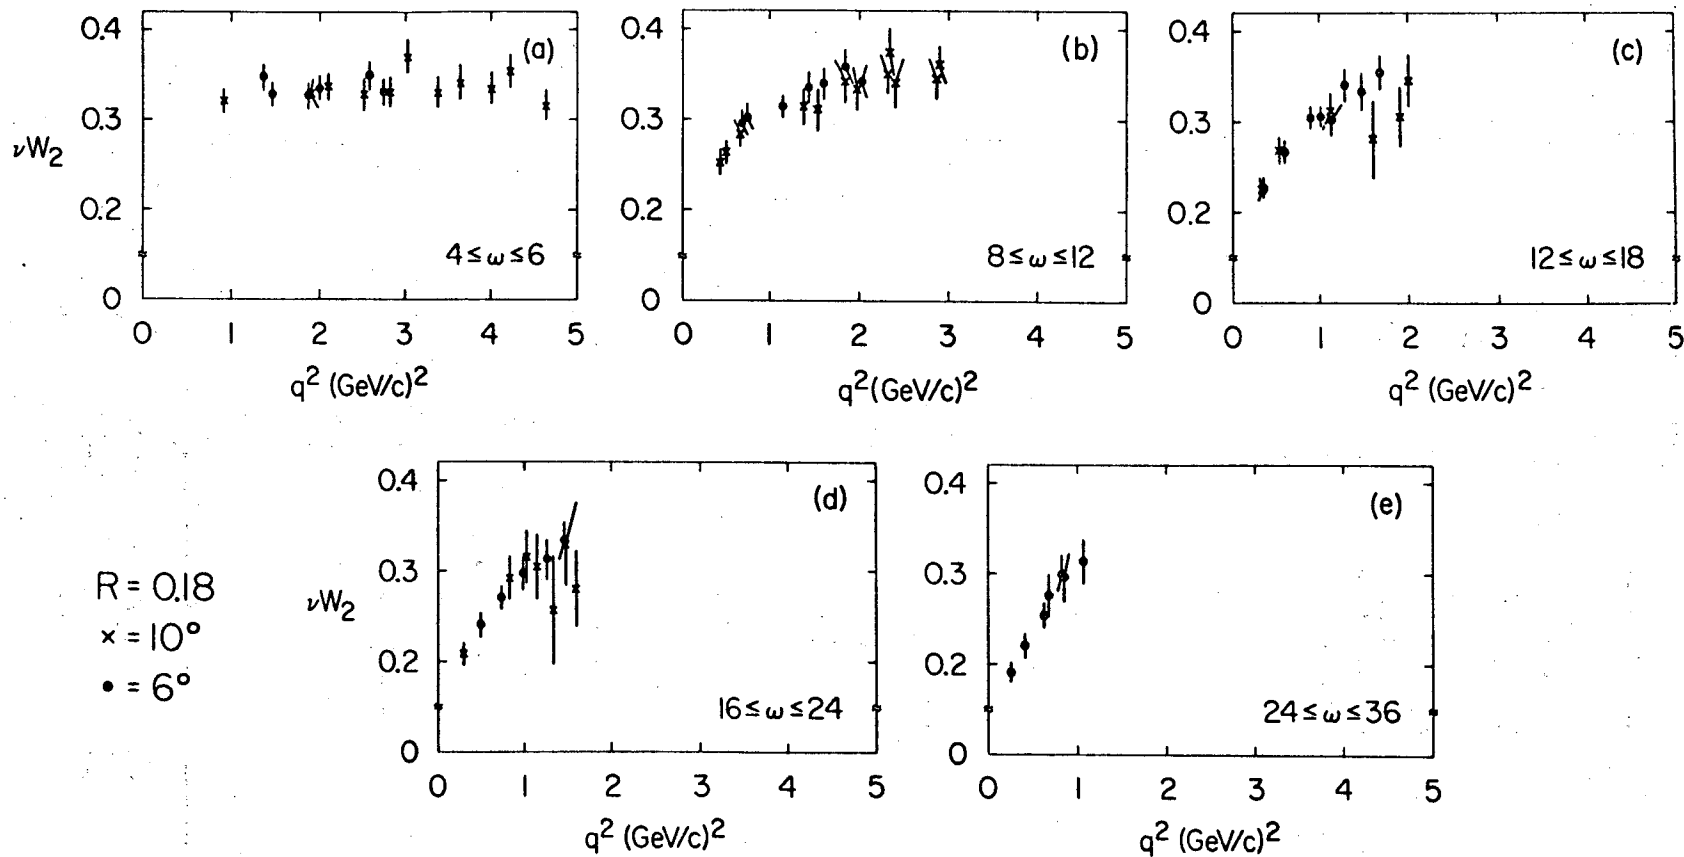 0.4
0.3
0.2
0
νW₂
(a)
4≤ω≤6
0 1 2 3 4 5
q² (GeV/c)²
0.4
0.3
0.2
0
(b)
8≤ω≤12
0 1 2 3 4 5
q²(GeV/c)²
0.4
0.3
0.2
0
(c)
12≤ω≤18
0 1 2 3 4 5
q² (GeV/c)²
R = 0.18
× = 10°
• = 6°
0.4
0.3
0.2
0
νW₂
(d)
16≤ω≤24
0 1 2 3 4 5
q² (GeV/c)²
0.4
0.3
0.2
0
(e)
24≤ω≤36
0 1 2 3 4 5
q² (GeV/c)²